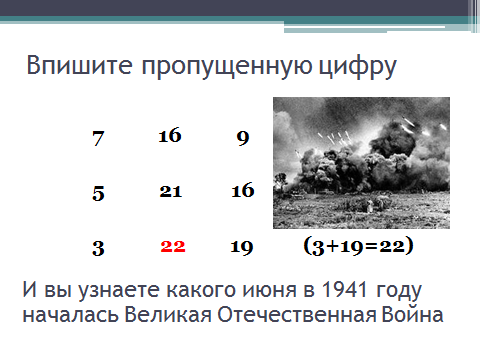 Впишите пропущенную цифру
7 16 9
5 21 16
3 22 19 (3+19=22)
И вы узнаете какого июня в 1941 году
началась Великая Отечественная Война